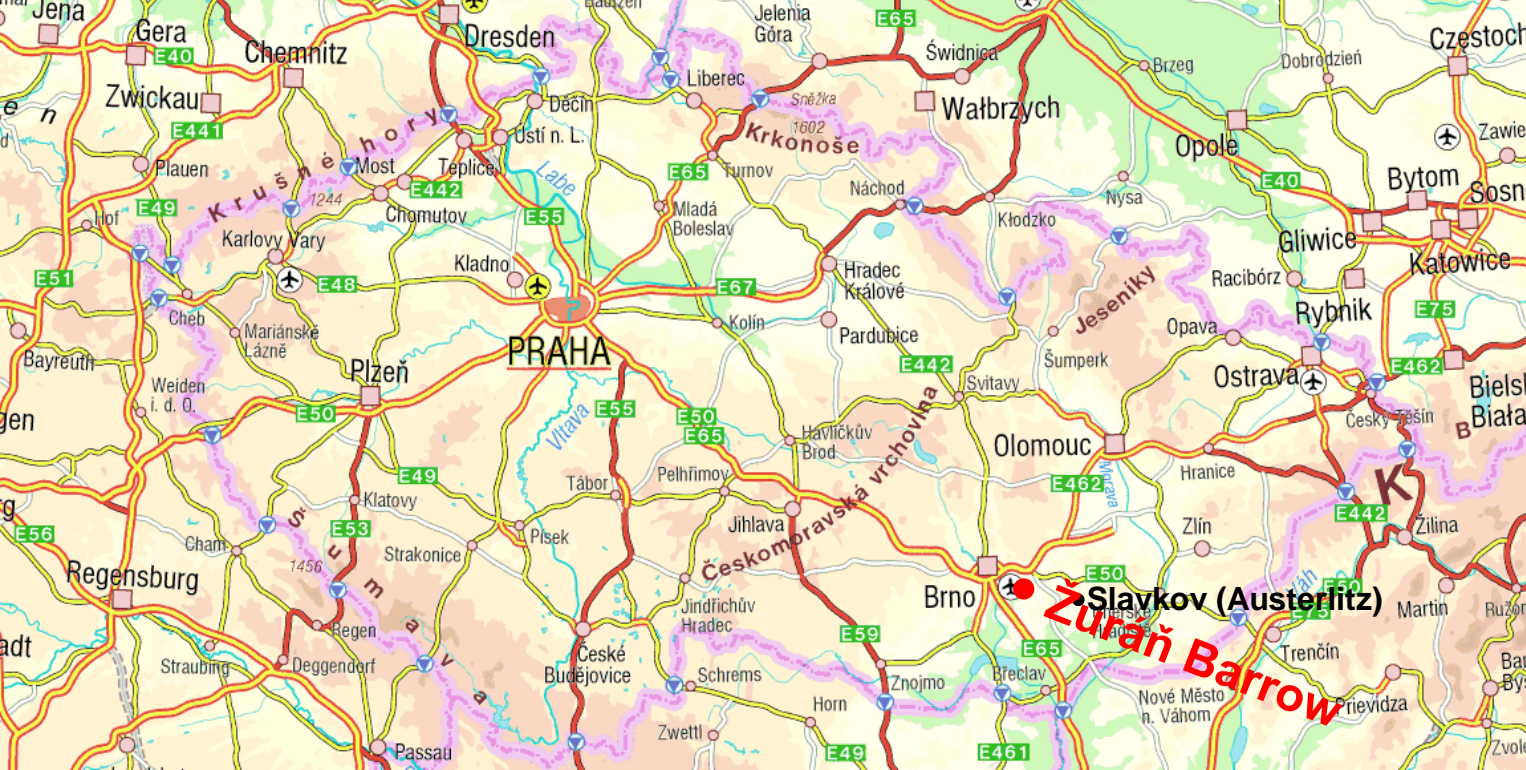 Jena
Gera
E40
Chemnitz
Dresden
Zwickau
E441
Plauen
Děčín
Ústí n. L.
Liberec
Jelenia
Góra
E65
Świdnica
Brzeg
Dobrodzień
Wałbrzych
Sněžka
1602
Krkonoše
Krušné hory
1244
Most
Teplice
E442
Chomutov
Labe
E55
E65
Turnov
Mladá
Boleslav
Náchod
Kłodzko
Nysa
Opole
E40
Bytom
Gliwice
Katowice
Racibórz
Rybnik
E75
Hof
E49
E51
Karlovy Vary
E48
Kladno
PRAHA
E67
Kolín
Hradec
Králové
Pardubice
Jeseníky
Šumperk
Opava
Ostrava
E462
Český Těšín
Cheb
Mariánské
Lázně
Bayreuth
Weiden
i. d. O.
Plzeň
E50
E55
Vltava
E50
E65
E442
Svitavy
Havlíčkův
Brod
Českomoravská vrchovina
Olomouc
Morava
E462
Hranice
E442
Žilina
K
B
E49
Klatovy
E53
Tábor
Pelhřimov
Jihlava
Písek
Strakonice
Cham
Šumava
1456
E56
Regensburg
Regen
Straubing
Deggendorf
Passau
České
Budějovice
Jindřichův
Hradec
Schrems
Zwettl
Horn
E49
E59
Znojmo
Brno
E50
Zlín
Slavkov (Austerlitz)
Žuráň Barrow
E50
E75
Martin
E65
Břeclav
E461
Trenčín
Nové Město
n. Váhom
Prievidza